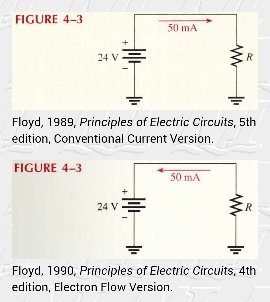 FIGURE 4–3
50 mA
+
24 V
–
R
Floyd, 1989, Principles of Electric Circuits, 5th
edition, Conventional Current Version.
FIGURE 4–3
50 mA
+
24 V
–
R
Floyd, 1990, Principles of Electric Circuits, 4th
edition, Electron Flow Version.